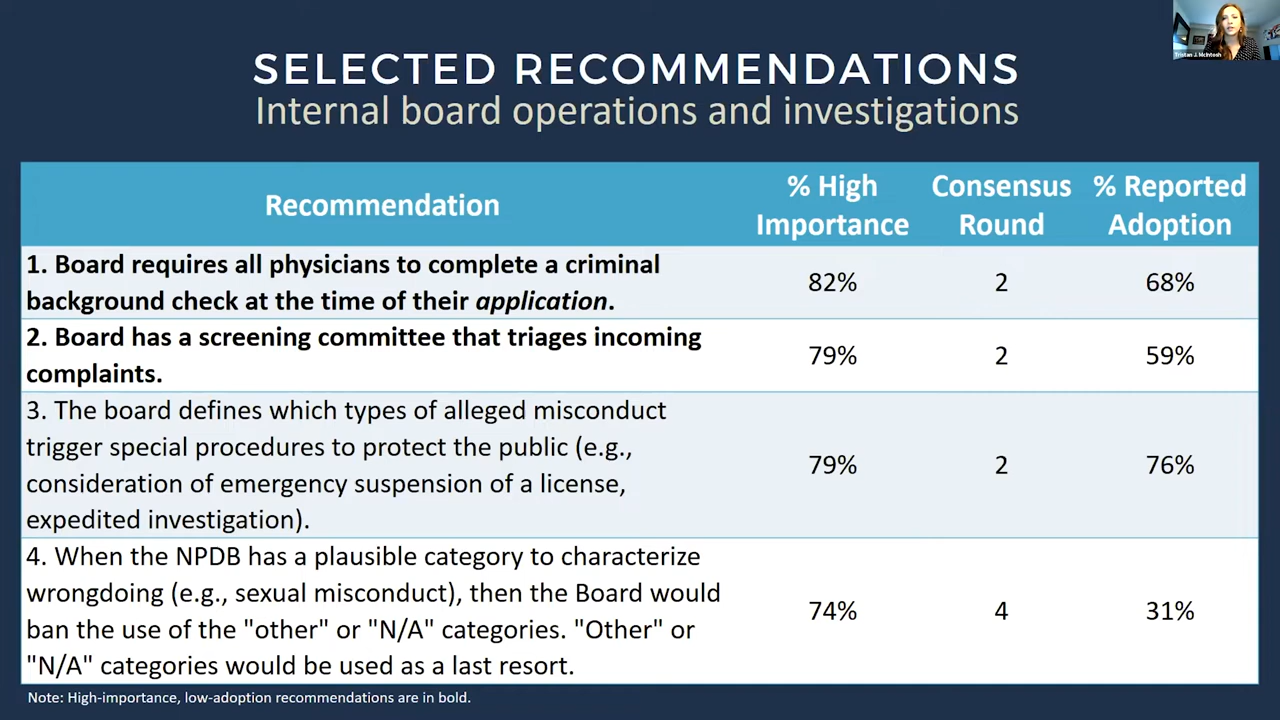 Tristan J. McIntosh
SELECTED RECOMMENDATIONS
Internal board operations and investigations
Recommendation
% High
Importance
Consensus
Round
% Reported
Adoption
1. Board requires all physicians to complete a criminal
background check at the time of their application.
82%
2
68%
2. Board has a screening committee that triages incoming
complaints.
79%
2
59%
3. The board defines which types of alleged misconduct
trigger special procedures to protect the public (e.g.,
consideration of emergency suspension of a license,
expedited investigation).
79%
2
76%
4. When the NPDB has a plausible category to characterize
wrongdoing (e.g., sexual misconduct), then the Board would
ban the use of the "other" or "N/A" categories. "Other" or
"N/A" categories would be used as a last resort.
74%
4
31%
Note: High-importance, low-adoption recommendations are in bold.